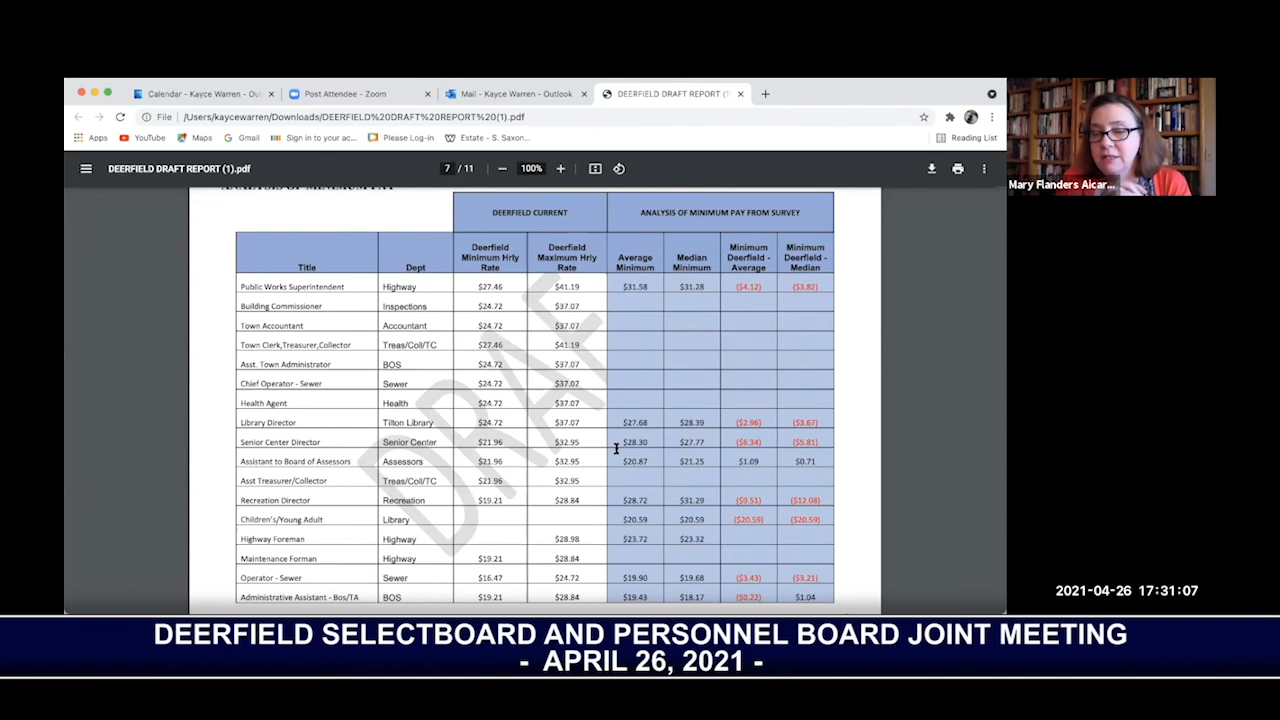 Calendar - Kayce Warren - Out
Post Attendee - Zoom
Mail - Kayce Warren - Outlook
DEERFIELD DRAFT REPORT (1
File
/Users/kaycewarren/Downloads/DEERFIELD%20DRAFT%20REPORT%20(1).pdf
Apps
YouTube
Maps
Gmail
Sign in to your ac...
Please Log-in
Estate - S. Saxon...
Reading List
DEERFIELD DRAFT REPORT (1).pdf
7 / 11
100%
Mary Flanders Aicar...
ANALYSIS OF MINIMUM PAY
DEERFIELD CURRENT
ANALYSIS OF MINIMUM PAY FROM SURVEY
Title Dept Deerfield Minimum Hrly Rate Deerfield Maximum Hrly Rate Average Minimum Median Minimum Minimum Deerfield - Average Minimum Deerfield - Median
Public Works Superintendent Highway $27.46 $41.19 $31.58 $31.28 ($4.12) ($3.82)
Building Commissioner Inspections $24.72 $37.07
Town Accountant Accountant $24.72 $37.07
Town Clerk,Treasurer,Collector Treas/Coll/TC $27.46 $41.19
Asst. Town Administrator BOS $24.72 $37.07
Chief Operator - Sewer Sewer $24.72 $37.07
Health Agent Health $24.72 $37.07
Library Director Tilton Library $24.72 $37.07 $27.68 $28.39 ($2.96) ($3.67)
Senior Center Director Senior Center $21.96 $32.95 $28.30 $27.77 ($6.34) ($5.81)
Assistant to Board of Assessors Assessors $21.96 $32.95 $20.87 $21.25 $1.09 $0.71
Asst Treasurer/Collector Treas/Coll/TC $21.96 $32.95
Recreation Director Recreation $19.21 $28.84 $28.72 $31.29 ($9.51) ($12.08)
Children's/Young Adult Library $20.59 $20.59 ($20.59) ($20.59)
Highway Foreman Highway $28.98 $23.72 $23.32
Maintenance Forman Highway $19.21 $28.84
Operator - Sewer Sewer $16.47 $24.72 $19.90 $19.68 ($3.43) ($3.21)
Administrative Assistant - Bos/TA BOS $19.21 $28.84 $19.43 $18.17 ($0.22) $1.04
DRAF
2021-04-26 17:31:07
DEERFIELD SELECTBOARD AND PERSONNEL BOARD JOINT MEETING
- APRIL 26, 2021 -